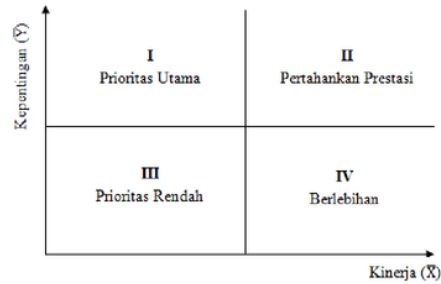 Kepentingan (Y̅)
I
Prioritas Utama
II
Pertahankan Prestasi
III
Prioritas Rendah
IV
Berlebihan
Kinerja (X̅)